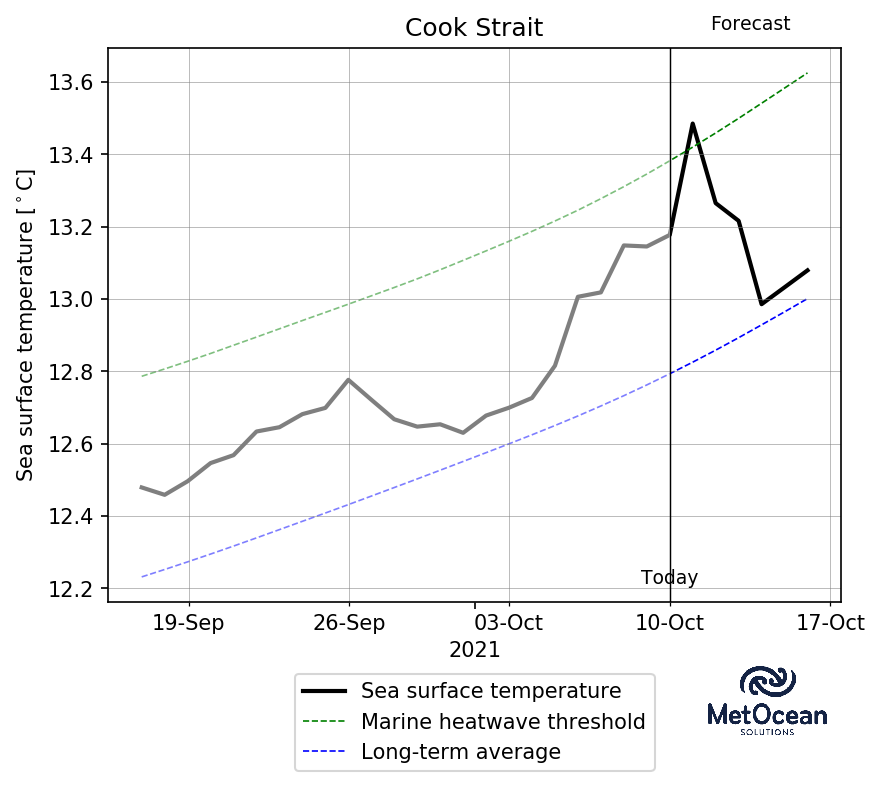 Cook Strait
Forecast
Sea surface temperature [ ° C]
13.6
13.4
13.2
13.0
12.8
12.6
12.4
12.2
Today
19-Sep 26-Sep 03-Oct 10-Oct 17-Oct
2021
Sea surface temperature
Marine heatwave threshold
Long-term average
MetOcean
SOLUTIONS